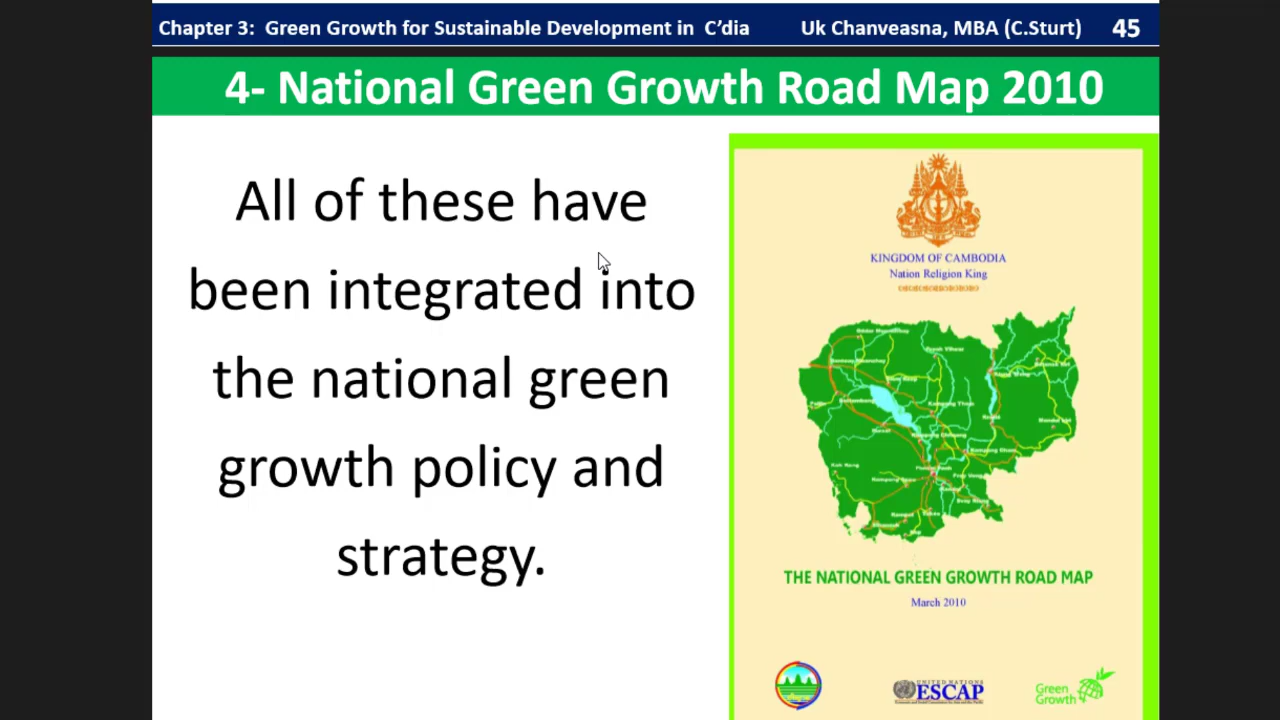 Chapter 3: Green Growth for Sustainable Development in C’dia Uk Chanveasna, MBA (C.Sturt) 45
4- National Green Growth Road Map 2010
All of these have
been integrated into
the national green
growth policy and
strategy.
KINGDOM OF CAMBODIA
Nation Religion King
THE NATIONAL GREEN GROWTH ROAD MAP
March 2010
UNITED NATIONS
ESCAP
Green
Growth